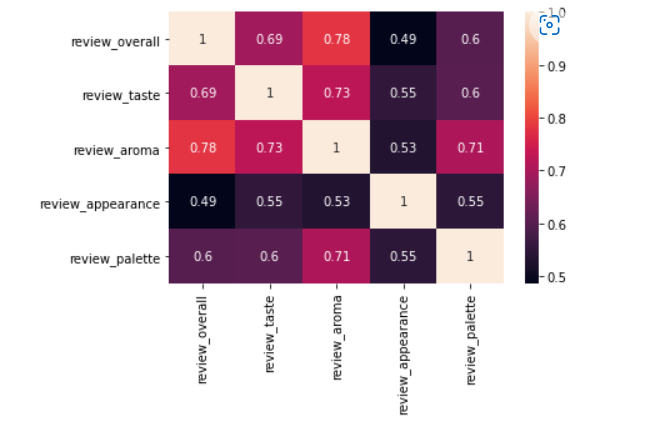 review_overall 1 0.69 0.78 0.49 0.6
review_taste 0.69 1 0.73 0.55 0.6
review_aroma 0.78 0.73 1 0.53 0.71
review_appearance 0.49 0.55 0.53 1 0.55
review_palette 0.6 0.6 0.71 0.55 1
review_overall
review_taste
review_aroma
review_appearance
review_palette
0.9
0.8
0.7
0.6
0.5